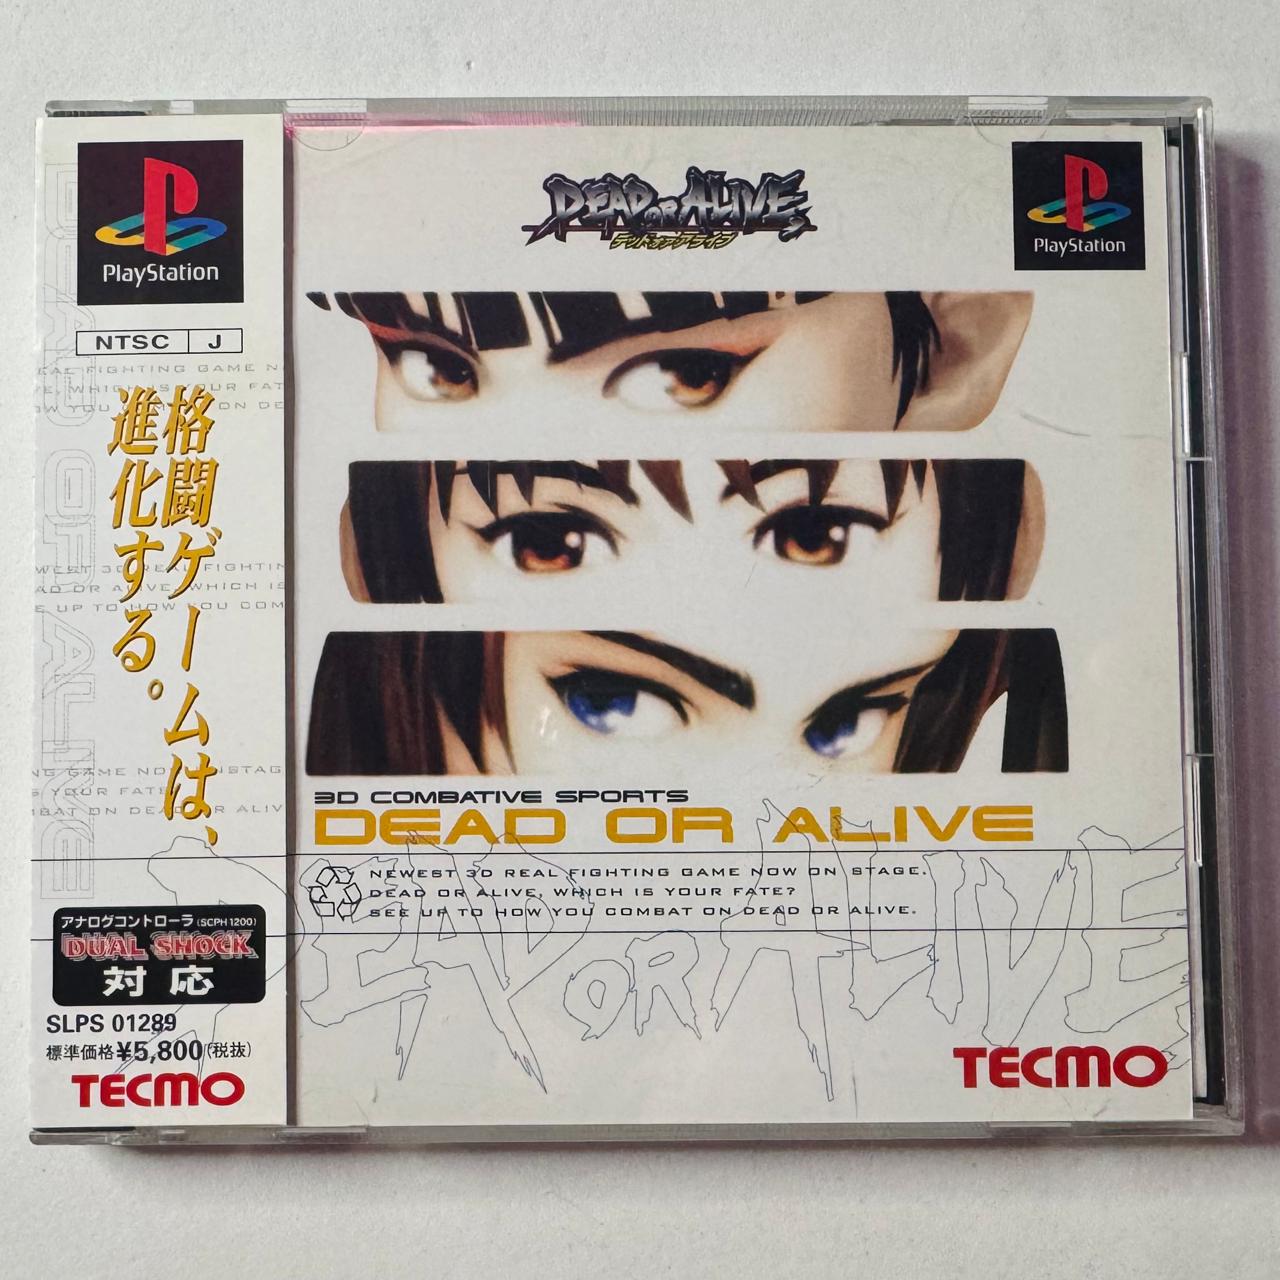 PlayStation
NTSC J
格闘ゲームは、
進化する。
アナログコントローラ(SCPH1200)
DUAL SHOCK
対応
SLPS 01289
標準価格¥5,800(税抜)
TECMO
DEAD OR ALIVE
デッドオアアライブ
PlayStation
3D COMBATIVE SPORTS
DEAD OR ALIVE
NEWEST 3D REAL FIGHTING GAME NOW ON STAGE.
DEAD OR ALIVE, WHICH IS YOUR FATE?
SEE UP TO HOW YOU COMBAT ON DEAD OR ALIVE.
DEAD OR ALIVE
TECMO
DEAD OR ALIVE